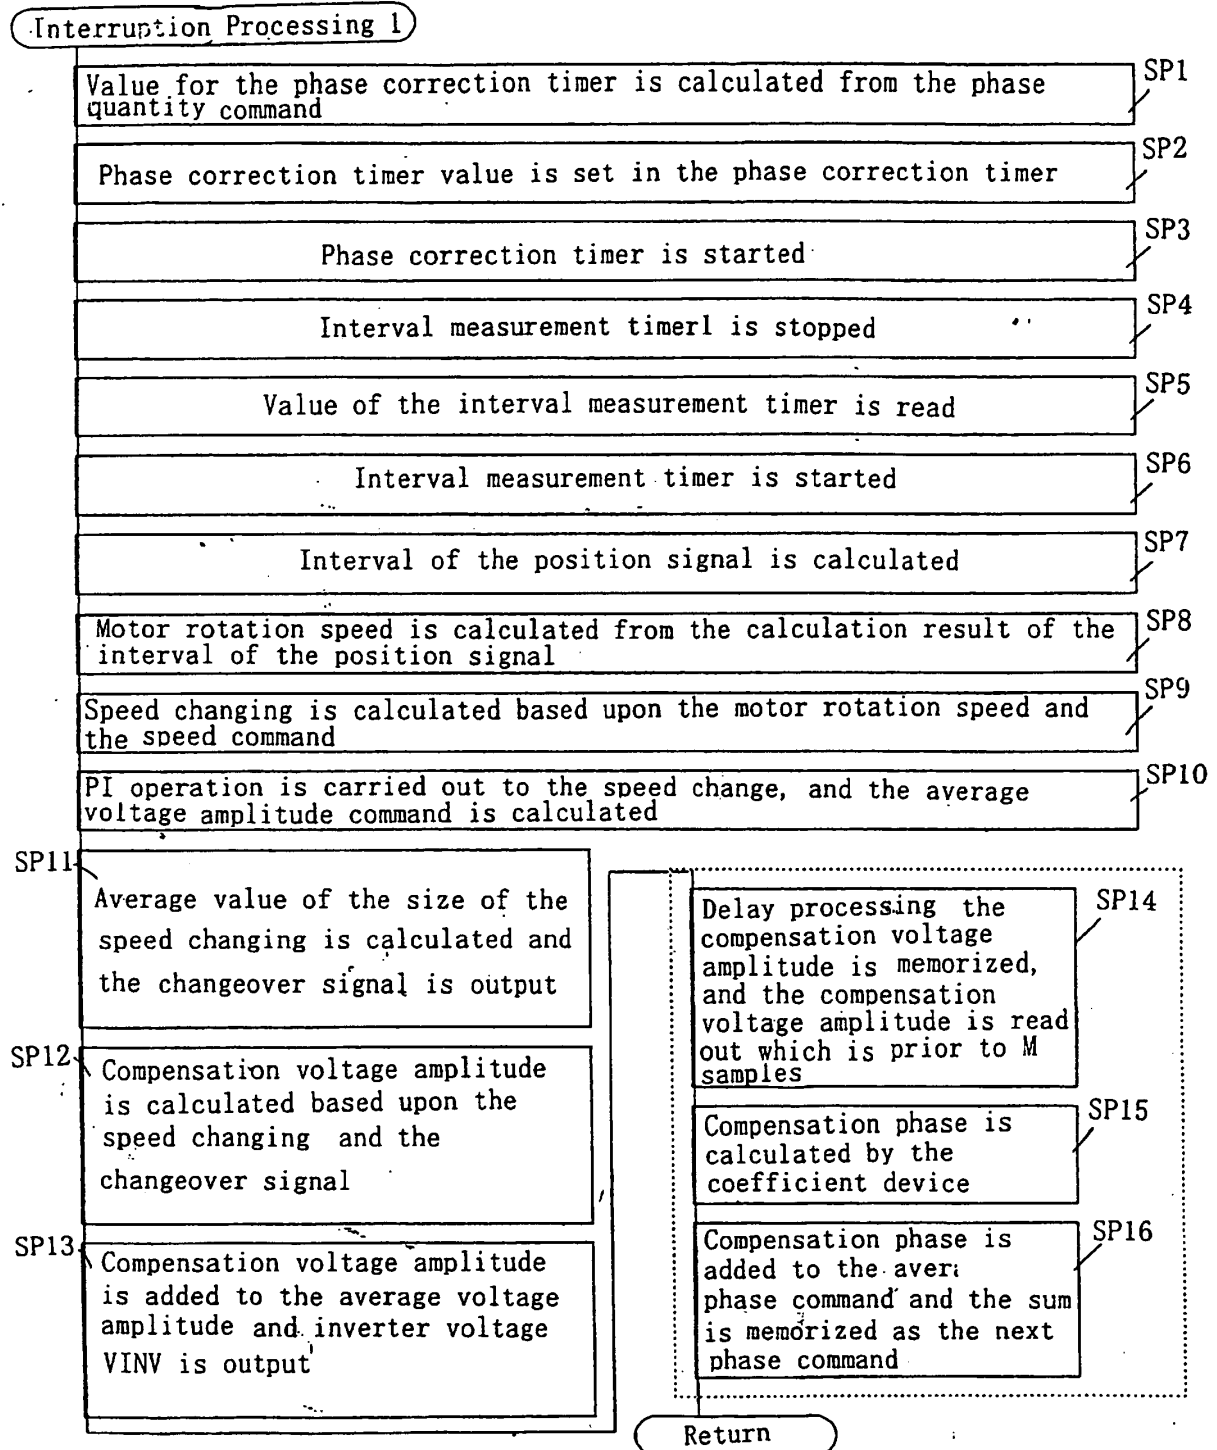 Interruption Processing 1
SP1
Value for the phase correction timer is calculated from the phase
quantity command
SP2
Phase correction timer value is set in the phase correction timer
SP3
Phase correction timer is started
SP4
Interval measurement timer1 is stopped
SP5
Value of the interval measurement timer is read
SP6
Interval measurement timer is started
SP7
Interval of the position signal is calculated
SP8
Motor rotation speed is calculated from the calculation result of the
interval of the position signal
SP9
Speed changing is calculated based upon the motor rotation speed and
the speed command
SP10
PI operation is carried out to the speed change, and the average
voltage amplitude command is calculated
SP11
Average value of the size of the
speed changing is calculated and
the changeover signal is output
SP12
Compensation voltage amplitude
is calculated based upon the
speed changing and the
changeover signal
SP13
Compensation voltage amplitude
is added to the average voltage
amplitude and inverter voltage
VINV is output
SP14
Delay processing the
compensation voltage
amplitude is memorized,
and the compensation
voltage amplitude is read
out which is prior to M
samples
SP15
Compensation phase is
calculated by the
coefficient device
SP16
Compensation phase is
added to the
phase command and the sum
is memorized as the next
phase command
Return